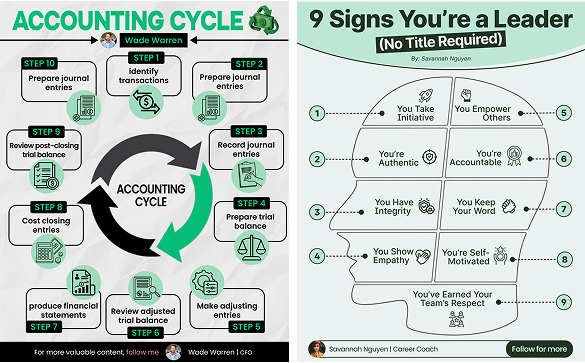 ACCOUNTING CYCLE
Wade Warren
STEP 10
Prepare journal
entries
STEP 1
identify
transactions
STEP 2
Prepare journal
entries
STEP 9
Review post-closing
trial balance
STEP 3
Record journal
entries
ACCOUNTING
CYCLE
STEP 8
Cost closing
entries
STEP 4
Prepare trial
balance
produce financial
statements
STEP 7
Review adjusted
trial balance
STEP 6
Make adjusting
entries
STEP 5
For more valuable content, follow me
Wade Warren | CFO
9 Signs You're a Leader
(No Title Required)
By: Savannah Nguyen
1
You Take
Initiative
You Empower
Others
5
2
You're
Authentic
You're
Accountable
6
3
You Have
Integrity
You Keep
Your Word
7
4
You Show
Empathy
You're Self-
Motivated
8
You've Earned Your
Team's Respect
9
Savannah Nguyen | Career Coach
Follow for more